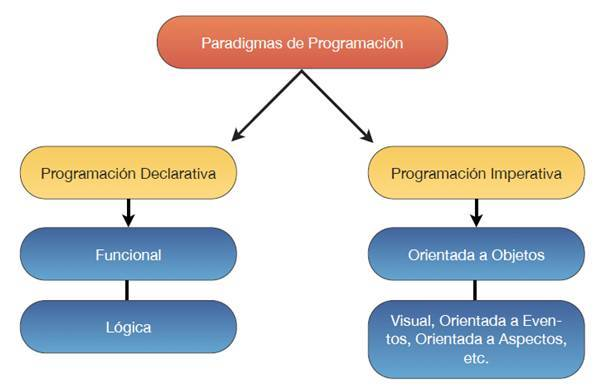 Paradigmas de Programación
Programación Declarativa
Programación Imperativa
Funcional
Orientada a Objetos
Lógica
Visual, Orientada a Even-
tos, Orientada a Aspectos,
etc.